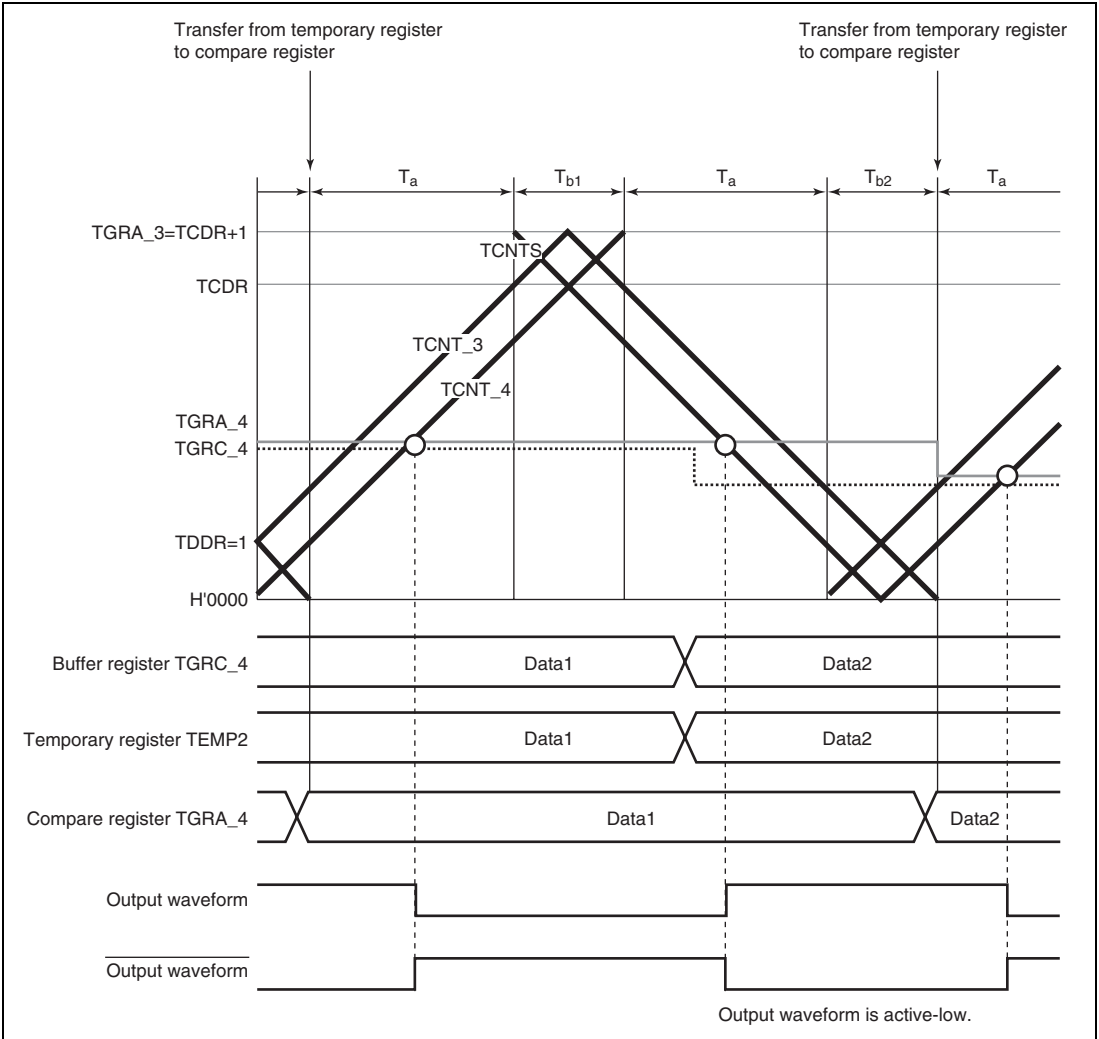 Transfer from temporary register
to compare register
Transfer from temporary register
to compare register
Ta
Tb1
Ta
Tb2
Ta
TGRA_3=TCDR+1
TCNTS
TCDR
TCNT_3
TCNT_4
TGRA_4
TGRC_4
TDDR=1
H'0000
Buffer register TGRC_4
Data1
Data2
Temporary register TEMP2
Data1
Data2
Compare register TGRA_4
Data1
Data2
Output waveform
Output waveform
Output waveform is active-low.